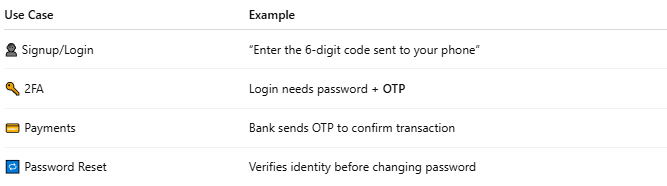 Use Case Example
👤 Signup/Login "Enter the 6-digit code sent to your phone"
🔑 2FA Login needs password + OTP
💳 Payments Bank sends OTP to confirm transaction
🔁 Password Reset Verifies identity before changing password